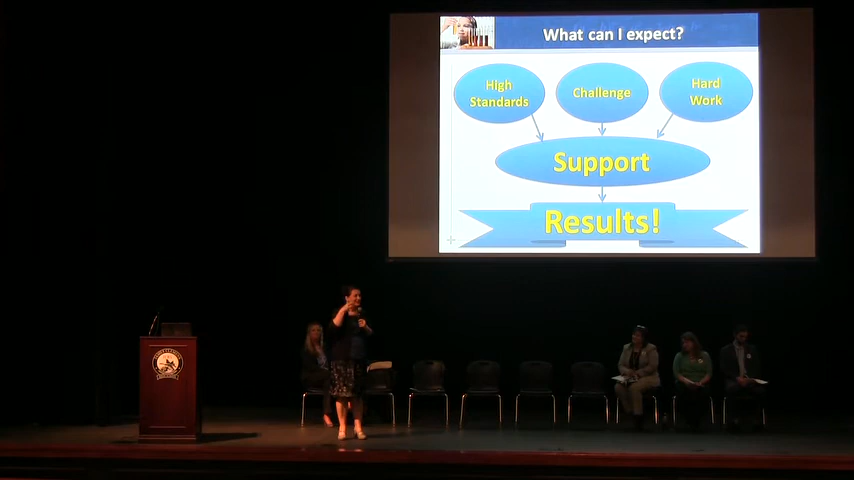 What can I expect?
High
Standards
Challenge
Hard
Work
Support
Results!